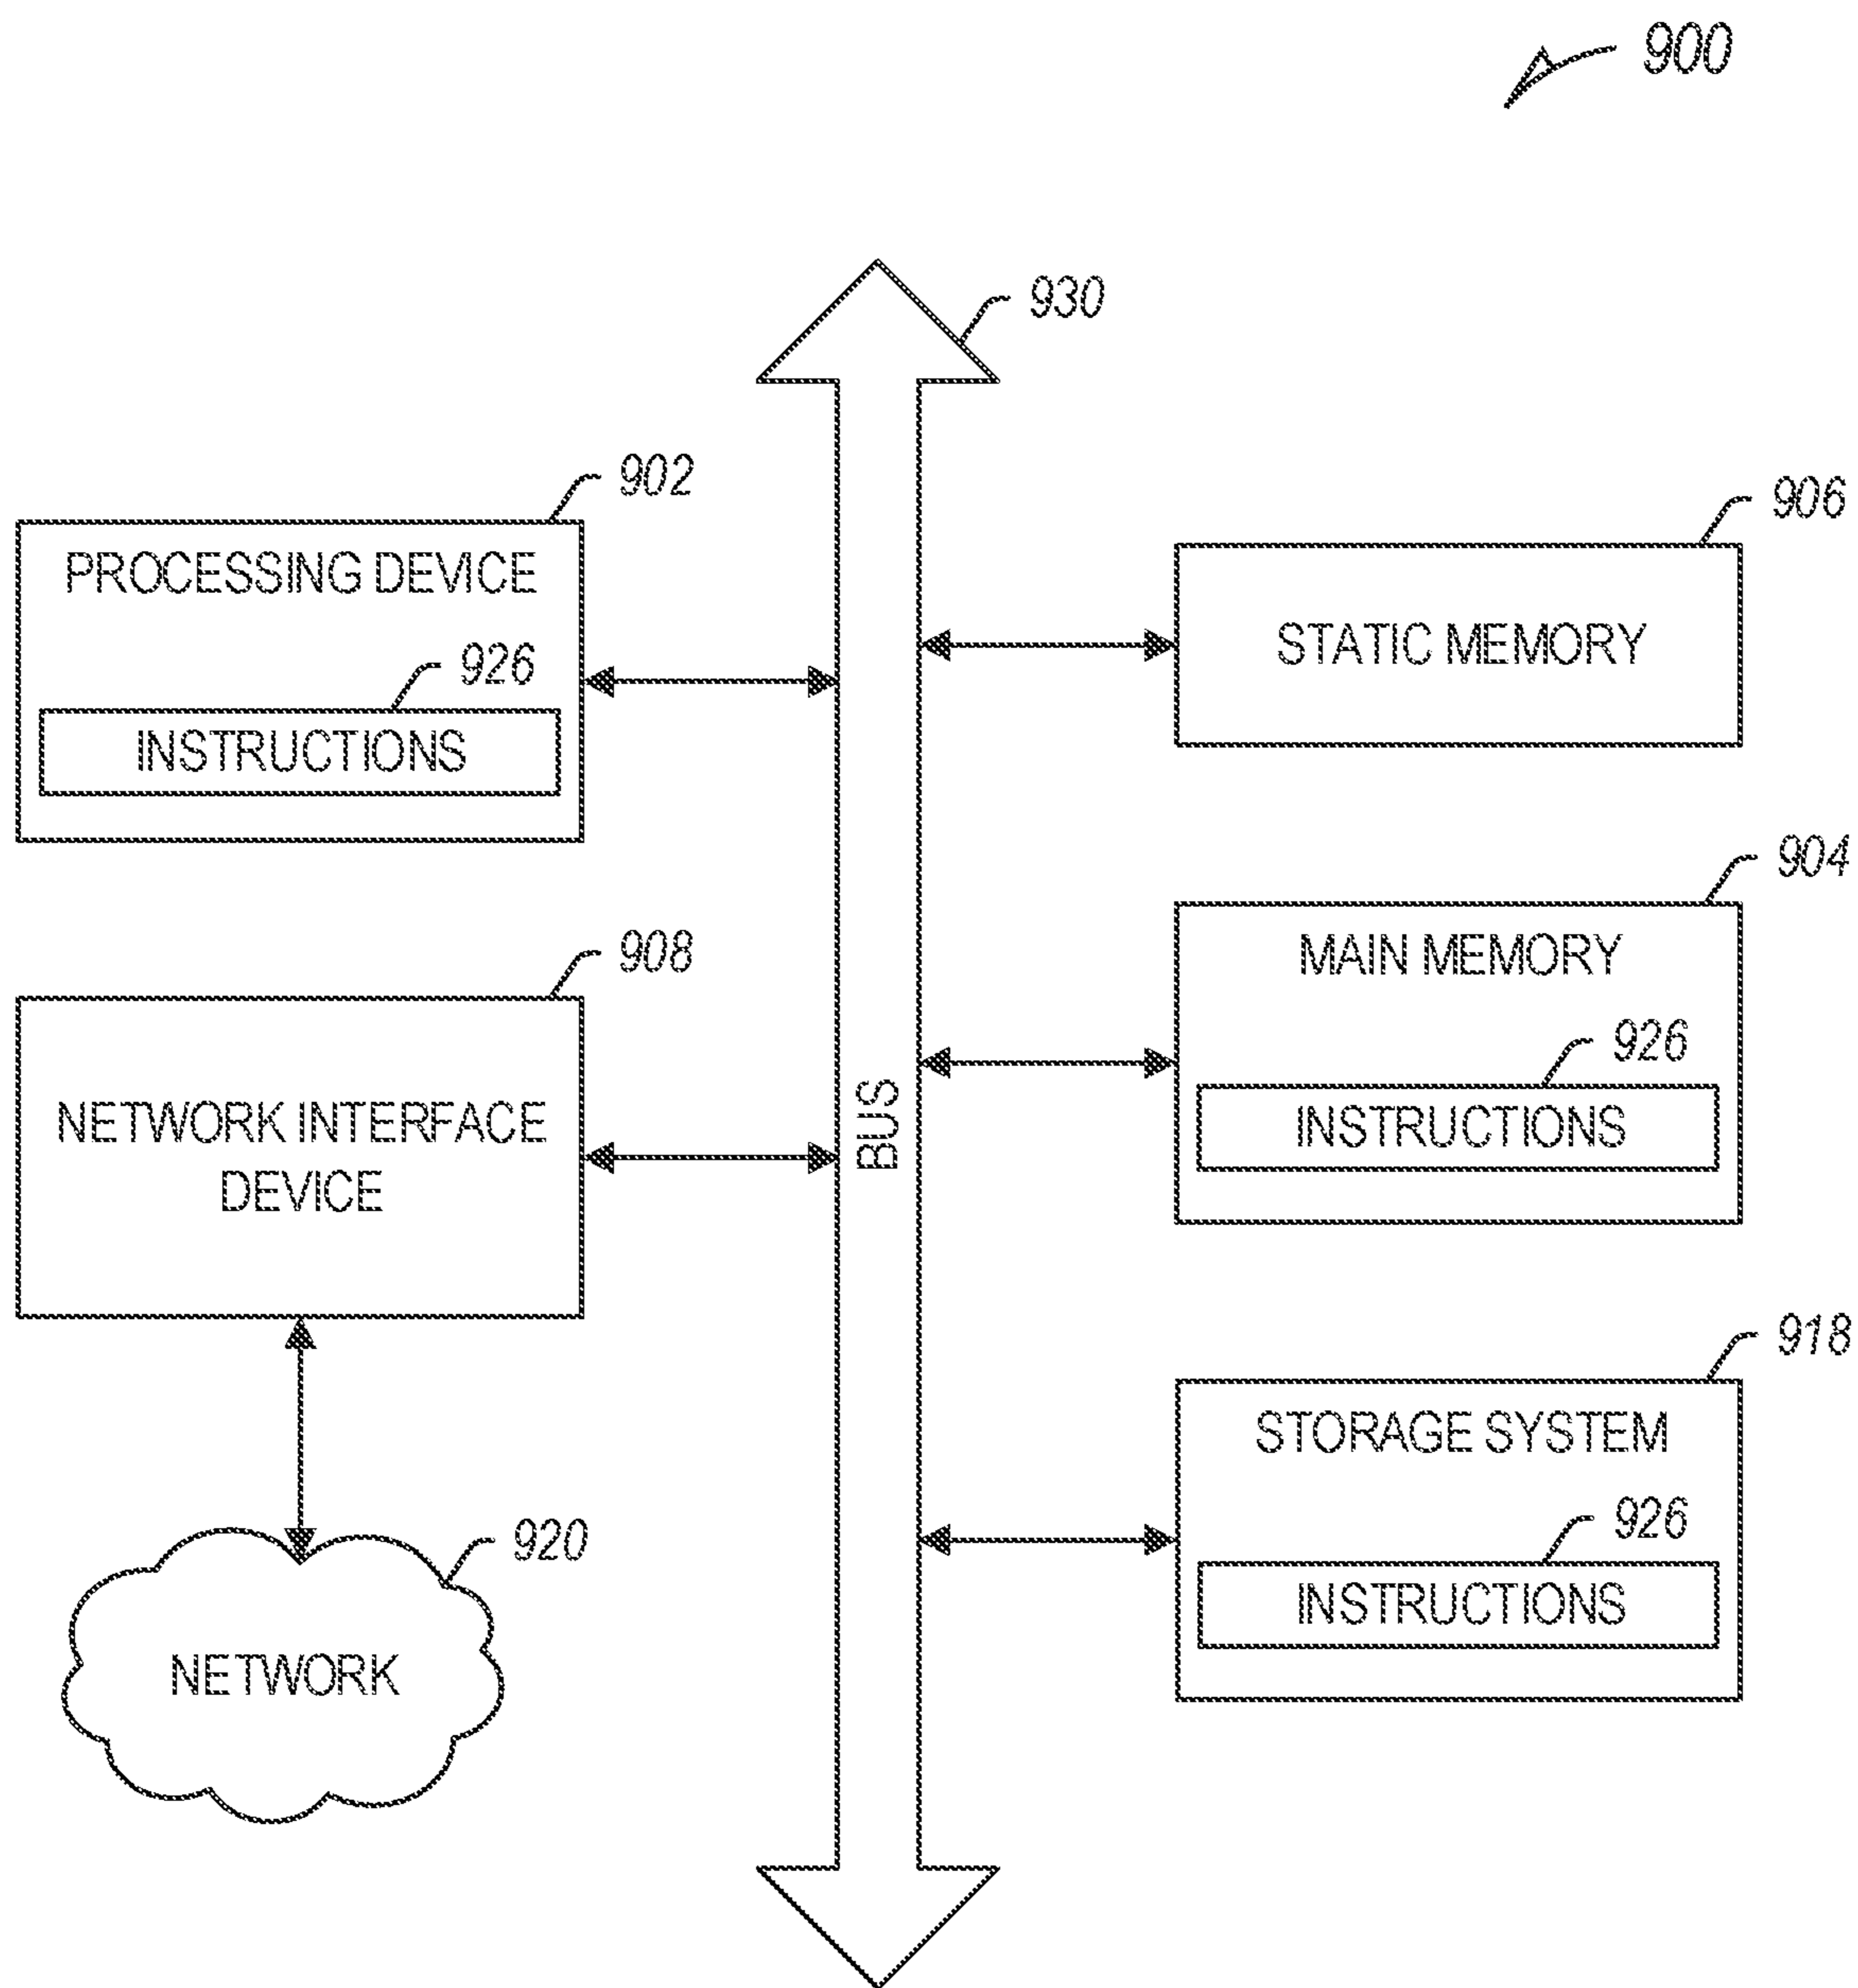 900
930
902
PROCESSING DEVICE
926
INSTRUCTIONS
906
STATIC MEMORY
904
MAIN MEMORY
926
INSTRUCTIONS
908
NETWORK INTERFACE
DEVICE
BUS
918
STORAGE SYSTEM
926
INSTRUCTIONS
920
NETWORK